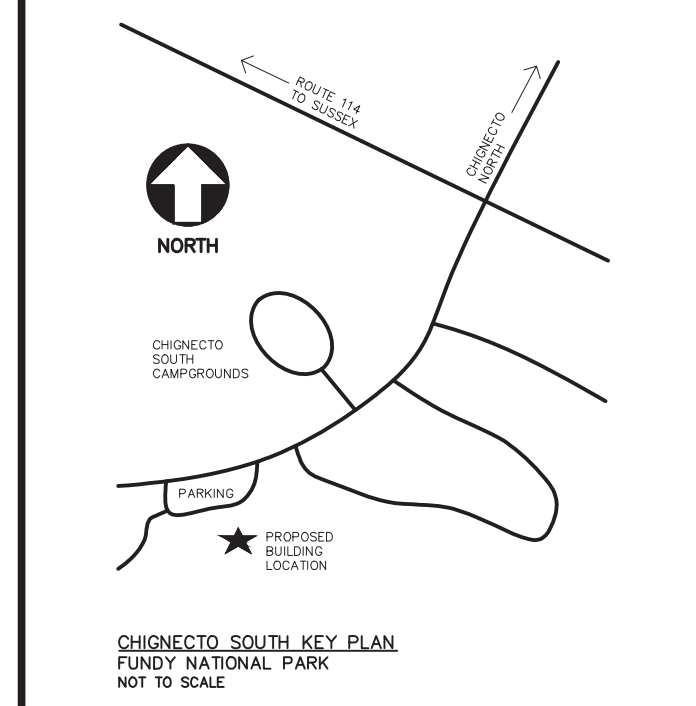 ROUTE 114
TO SUSSEX
CHIGNECTO
NORTH
NORTH
CHIGNECTO
SOUTH
CAMPGROUNDS
PARKING
PROPOSED
BUILDING
LOCATION
CHIGNECTO SOUTH KEY PLAN
FUNDY NATIONAL PARK
NOT TO SCALE